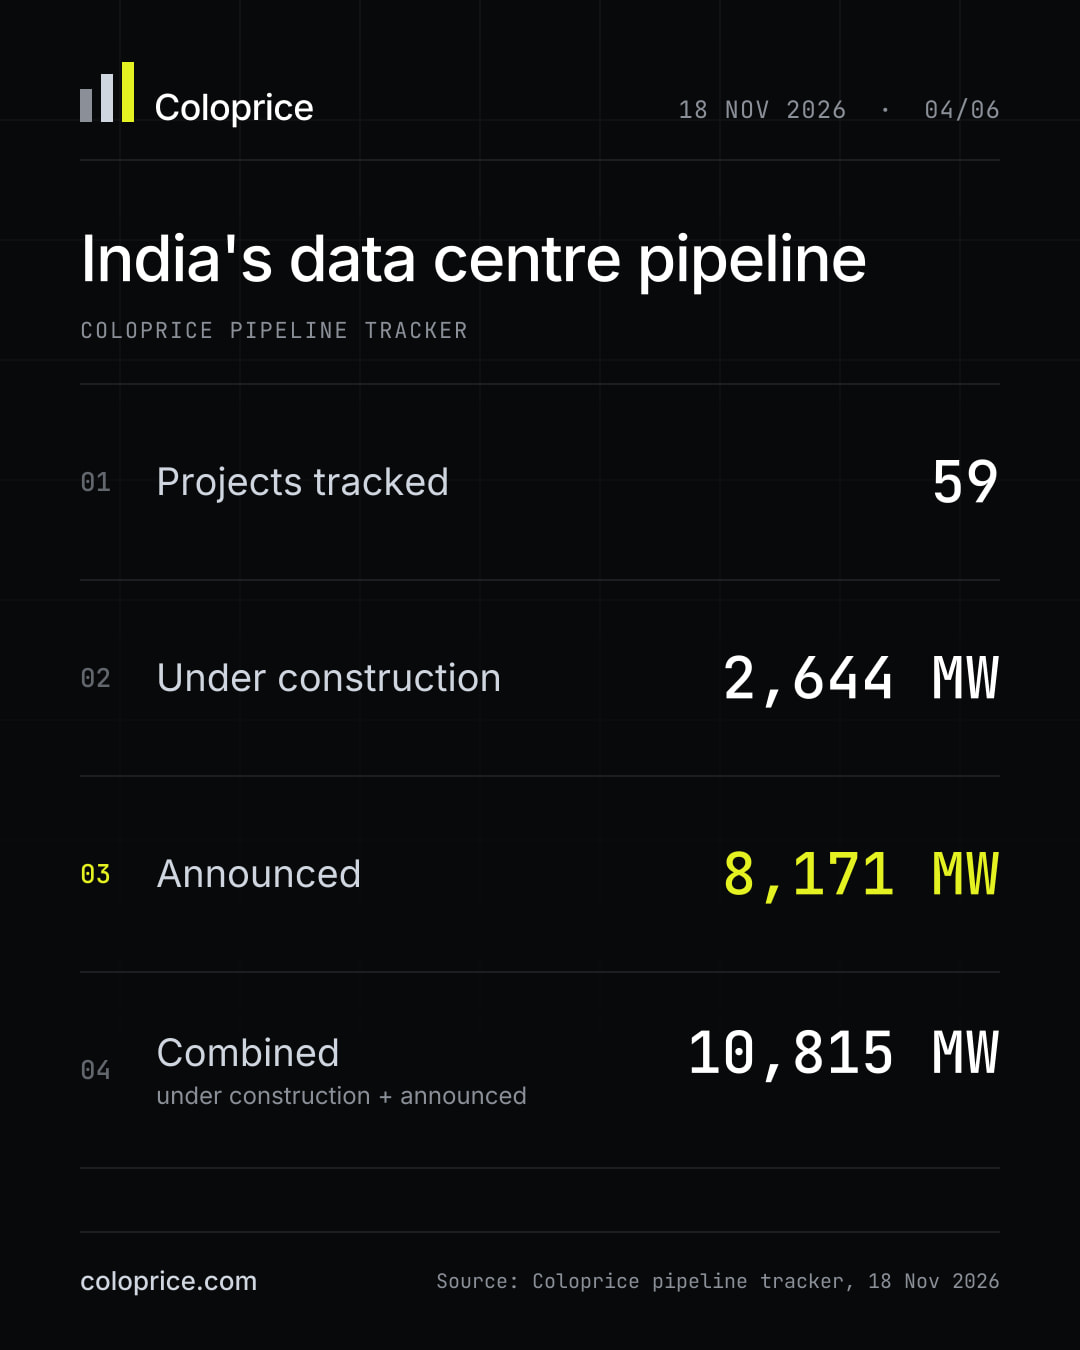 Coloprice
18 NOV 2026 · 04/06
India's data centre pipeline
COLOPRICE PIPELINE TRACKER
01 Projects tracked 59
02 Under construction 2,644 MW
03 Announced 8,171 MW
04 Combined 10,815 MW
under construction + announced
coloprice.com
Source: Coloprice pipeline tracker, 18 Nov 2026